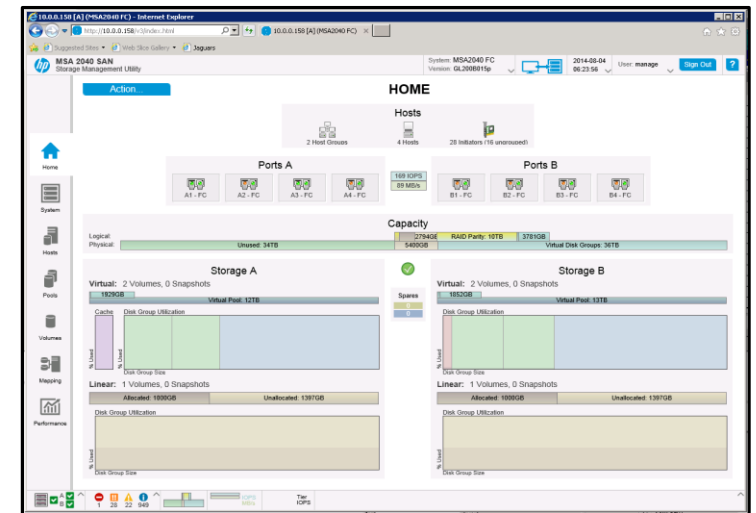 10.0.0.158 [A] (MSA2040 FC) - Internet Explorer
http://10.0.0.158/v3/index.html
10.0.0.158 [A] (MSA2040 FC)
Suggested Sites
Web Slice Gallery
Jaguars
MSA 2040 SAN
Storage Management Utility
System: MSA2040 FC
Version: GL200B015p
2014-08-04
06:23:56
User: manage
Sign Out
?
Action...
HOME
Hosts
2 Host Groups
4 Hosts
28 Initiators (16 ungrouped)
Home
System
Hosts
Pools
Volumes
Mapping
Performance
Ports A
A1 - FC
A2 - FC
A3 - FC
A4 - FC
169 IOPS
89 MB/s
Ports B
B1 - FC
B2 - FC
B3 - FC
B4 - FC
Capacity
Logical:
2794GB
RAID Parity: 10TB
3781GB
Physical:
Unused: 34TB
Virtual Disk Groups: 36TB
Storage A
Virtual: 2 Volumes, 0 Snapshots
1929GB
Virtual Pool: 12TB
Cache
Disk Group Utilization
% Used
% Used
Disk Group Size
Linear: 1 Volumes, 0 Snapshots
Unallocated: 1397GB
Disk Group Utilization
% Used
Disk Group Size
Spares
0
Storage B
Virtual: 2 Volumes, 0 Snapshots
1852GB
Virtual Pool: 13TB
Disk Group Utilization
% Used
Disk Group Size
Linear: 1 Volumes, 0 Snapshots
Unallocated: 1397GB
Disk Group Utilization
% Used
Disk Group Size
A
B
1
28
22
949
IOPS
MB/s
Tier
IOPS